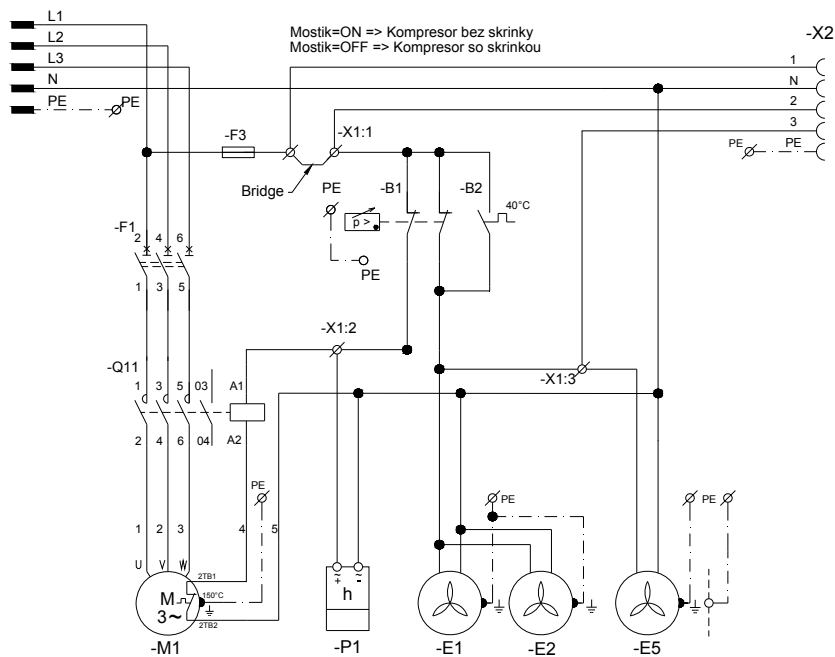 L1
Mostik=ON => Kompresor bez skrinky
-X2
L2
Mostik=OFF => Kompresor so skrinkou
L3
1
N
N
PE
PE
2
3
-F3
-X1:1
PE
PE
Bridge
PE
-B1
-B2
40°C
p >
-F1
2 4 6
PE
1 3 5
-X1:2
-Q11
-X1:3
1 3 5 03 A1
2 4 6 04 A2
PE
PE
PE
1 2 3 4 5
U V W
2TB1
~ ~
+ -
M
3~
150°C
h
2TB2
-M1
-P1
-E1
-E2
-E5